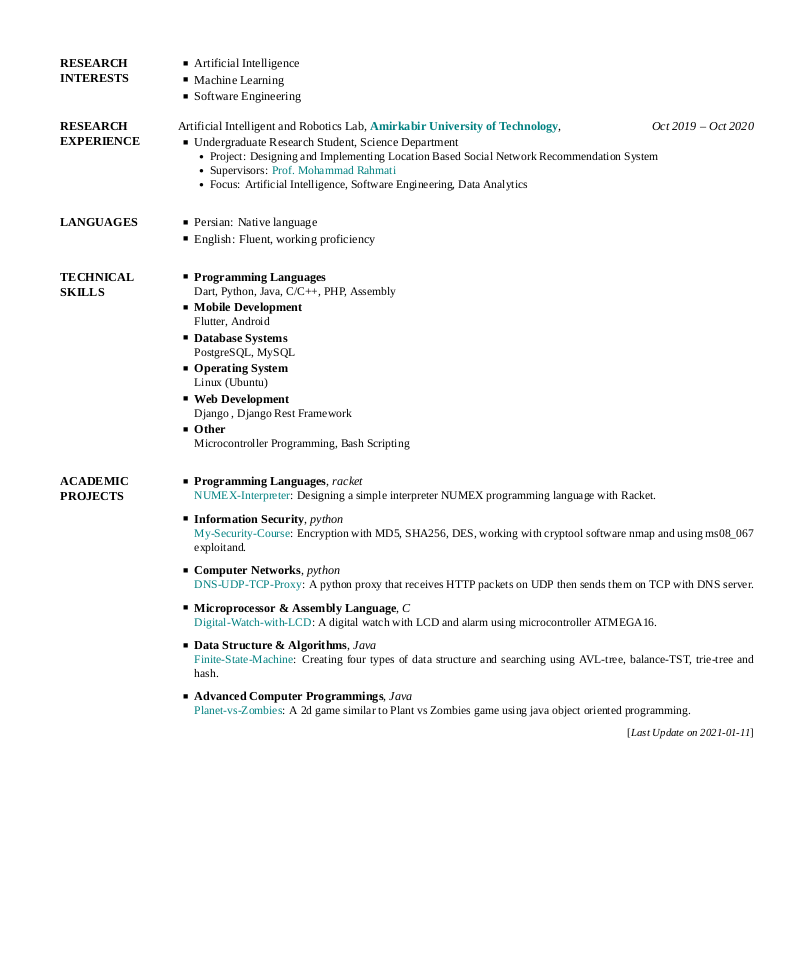 RESEARCH INTERESTS
▪ Artificial Intelligence
▪ Machine Learning
▪ Software Engineering
RESEARCH EXPERIENCE
Artificial Intelligent and Robotics Lab, Amirkabir University of Technology, Oct 2019 – Oct 2020
▪ Undergraduate Research Student, Science Department
• Project: Designing and Implementing Location Based Social Network Recommendation System
• Supervisors: Prof. Mohammad Rahmati
• Focus: Artificial Intelligence, Software Engineering, Data Analytics
LANGUAGES
▪ Persian: Native language
▪ English: Fluent, working proficiency
TECHNICAL SKILLS
▪ Programming Languages
Dart, Python, Java, C/C++, PHP, Assembly
▪ Mobile Development
Flutter, Android
▪ Database Systems
PostgreSQL, MySQL
▪ Operating System
Linux (Ubuntu)
▪ Web Development
Django , Django Rest Framework
▪ Other
Microcontroller Programming, Bash Scripting
ACADEMIC PROJECTS
▪ Programming Languages, racket
NUMEX-Interpreter: Designing a simple interpreter NUMEX programming language with Racket.
▪ Information Security, python
My-Security-Course: Encryption with MD5, SHA256, DES, working with cryptool software nmap and using ms08_067
exploitand.
▪ Computer Networks, python
DNS-UDP-TCP-Proxy: A python proxy that receives HTTP packets on UDP then sends them on TCP with DNS server.
▪ Microprocessor & Assembly Language, C
Digital-Watch-with-LCD: A digital watch with LCD and alarm using microcontroller ATMEGA16.
▪ Data Structure & Algorithms, Java
Finite-State-Machine: Creating four types of data structure and searching using AVL-tree, balance-TST, trie-tree and
hash.
▪ Advanced Computer Programmings, Java
Planet-vs-Zombies: A 2d game similar to Plant vs Zombies game using java object oriented programming.
[Last Update on 2021-01-11]